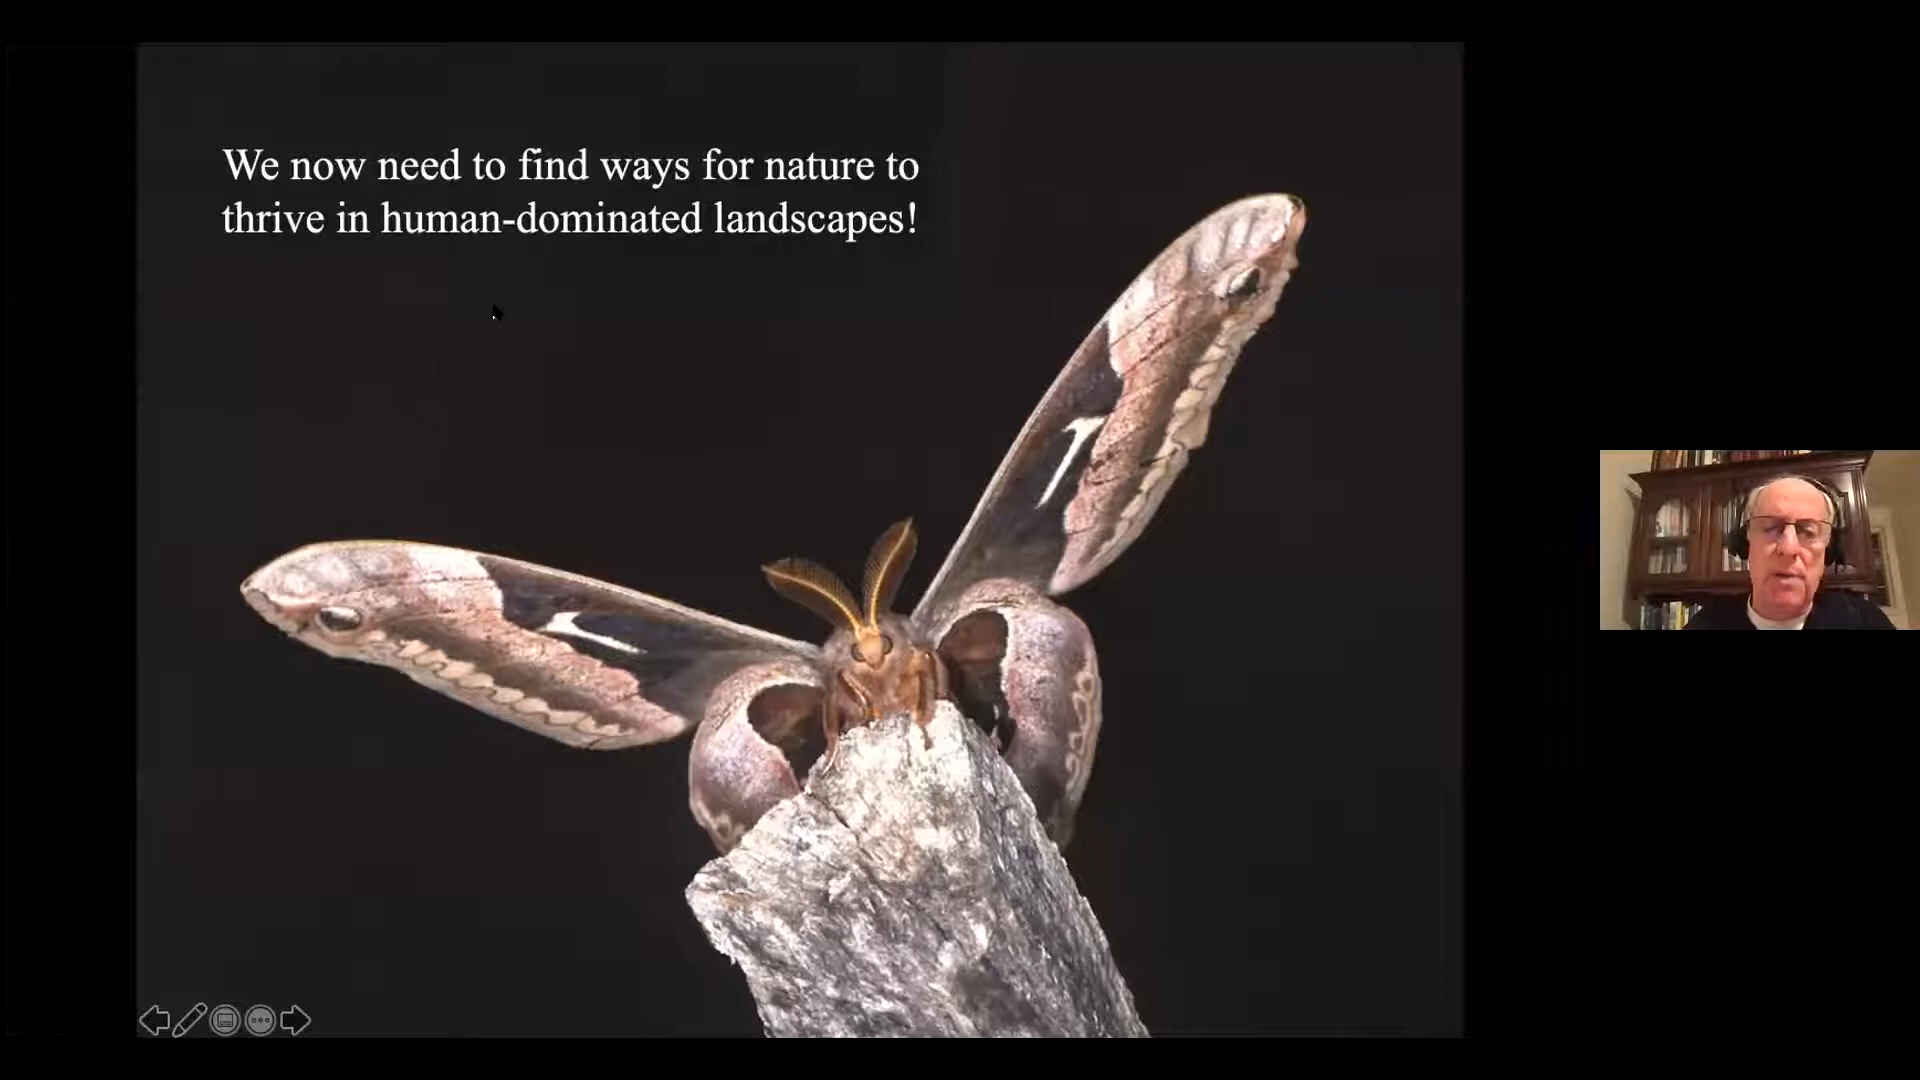 We now need to find ways for nature to
thrive in human-dominated landscapes!